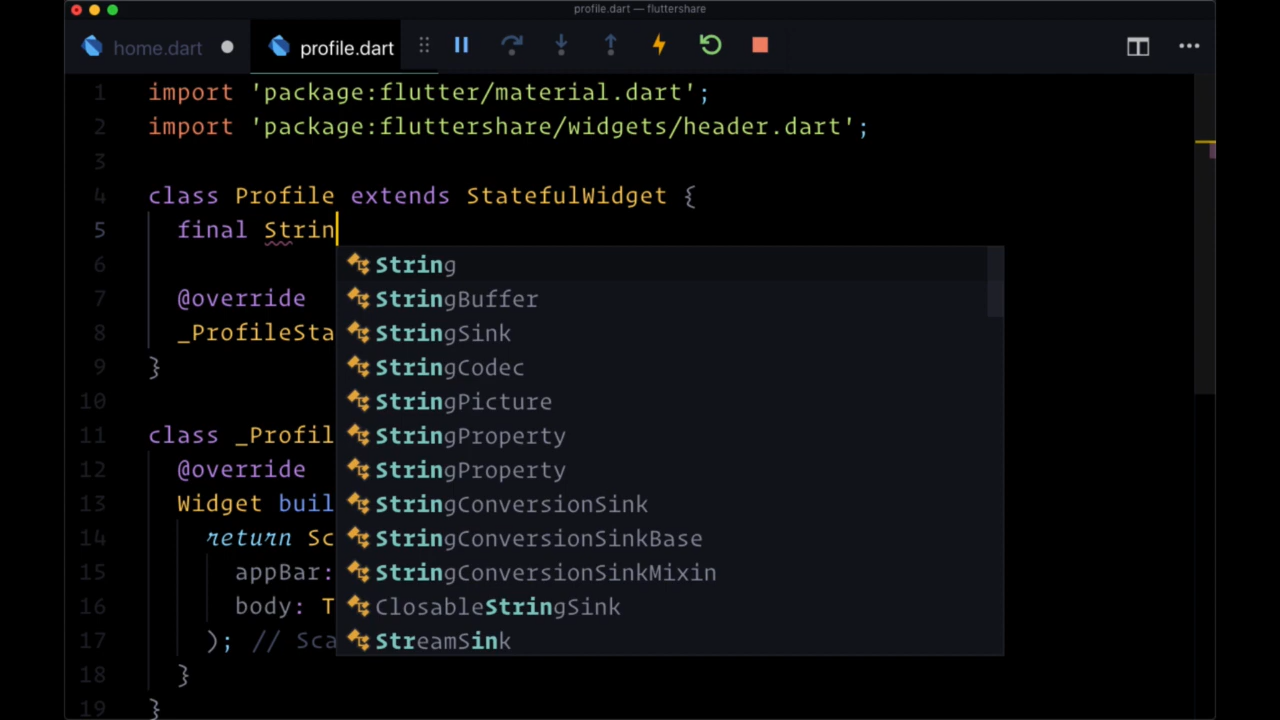 profile.dart — fluttershare
home.dart
profile.dart
1 import 'package:flutter/material.dart';
2 import 'package:fluttershare/widgets/header.dart';
3
4 class Profile extends StatefulWidget {
5 final Strin
String
6
StringBuffer
7 @override
StringSink
8 _ProfileSta
StringCodec
9 }
StringPicture
10
StringProperty
11 class _Profil
StringProperty
12 @override
StringConversionSink
13 Widget buil
StringConversionSinkBase
14 return Sc
StringConversionSinkMixin
15 appBar:
ClosableStringSink
16 body: T
StreamSink
17 ); // Sca
18 }
19 }